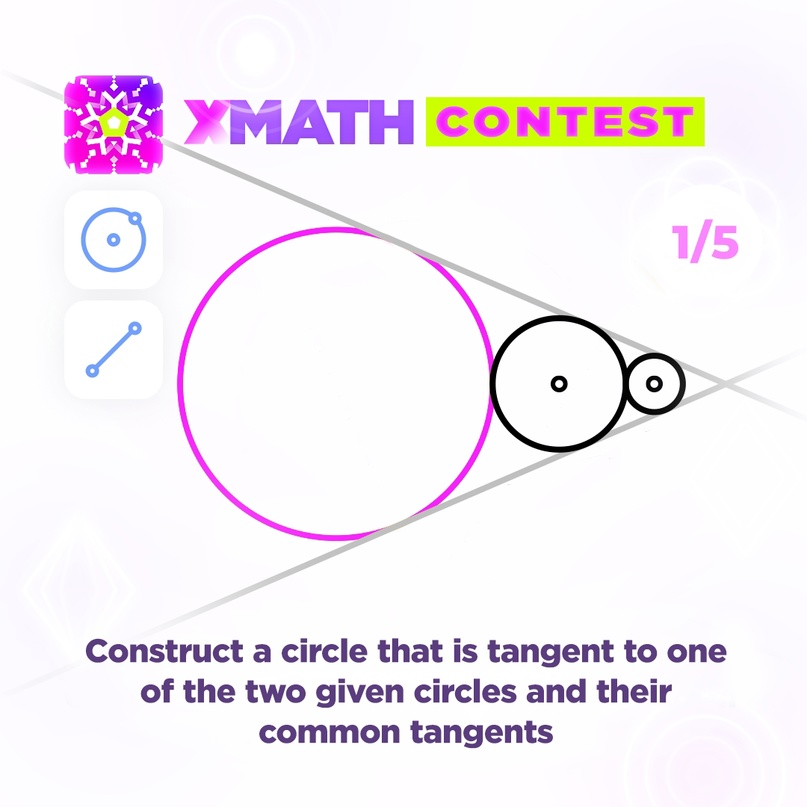 XMATH CONTEST
1/5
Construct a circle that is tangent to one
of the two given circles and their
common tangents